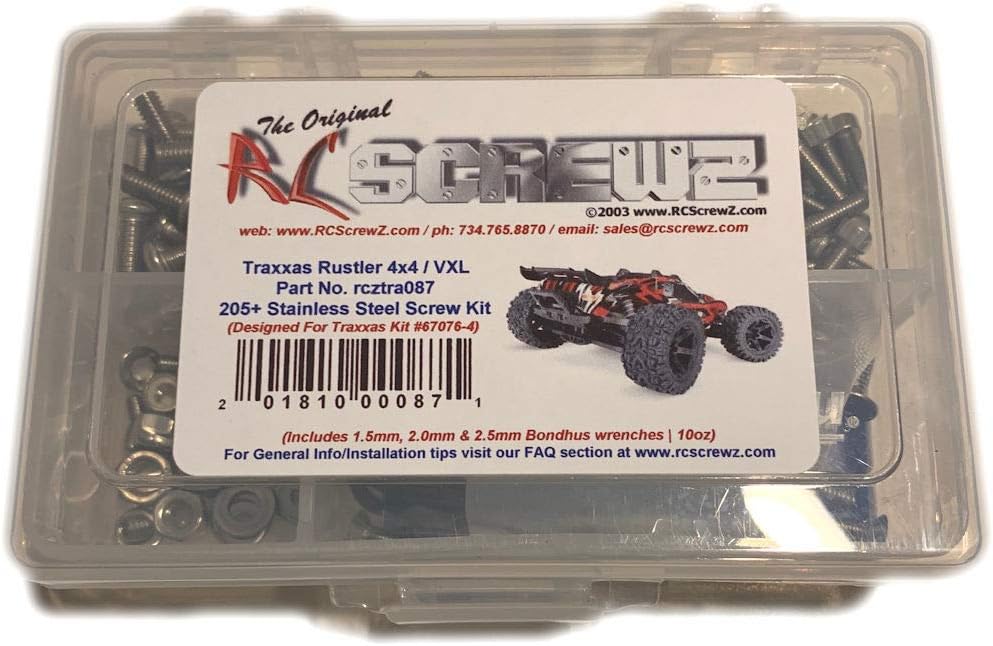 The Original
RC SCREWZ
©2003 www.RCScrewZ.com
web: www.RCScrewZ.com / ph: 734.765.8870 / email: sales@rcscrewz.com
Traxxas Rustler 4x4 / VXL
Part No. rcztra087
205+ Stainless Steel Screw Kit
(Designed For Traxxas Kit #67076-4)
2 01810 00087 1
(Includes 1.5mm, 2.0mm & 2.5mm Bondhus wrenches | 10oz)
For General Info/Installation tips visit our FAQ section at www.rcscrewz.com